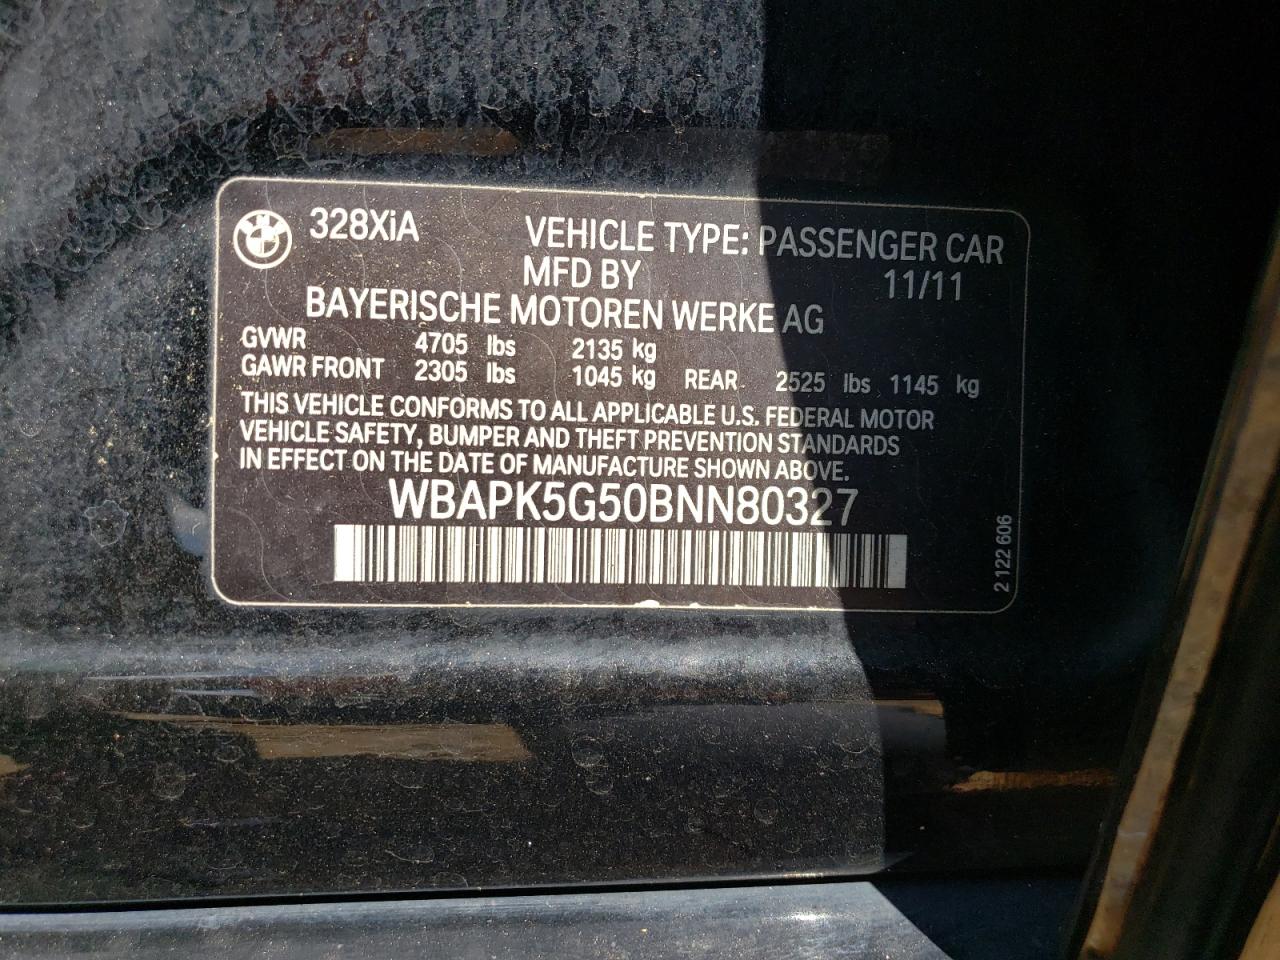 328XiA VEHICLE TYPE: PASSENGER CAR
MFD BY 11/11
BAYERISCHE MOTOREN WERKE AG
GVWR 4705 lbs 2135 kg
GAWR FRONT 2305 lbs 1045 kg REAR 2525 lbs 1145 kg
THIS VEHICLE CONFORMS TO ALL APPLICABLE U.S. FEDERAL MOTOR
VEHICLE SAFETY, BUMPER AND THEFT PREVENTION STANDARDS
IN EFFECT ON THE DATE OF MANUFACTURE SHOWN ABOVE.
WBAPK5G50BNN80327
2 122 606